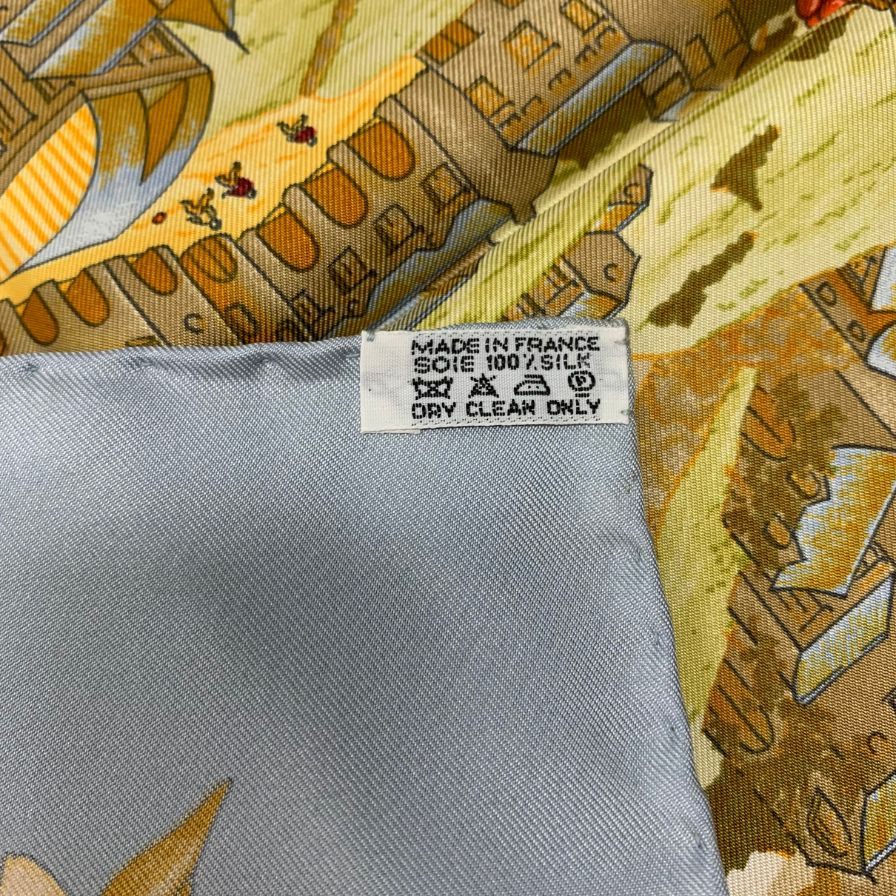 MADE IN FRANCE
SOIE 100% SILK
P
DRY CLEAN ONLY